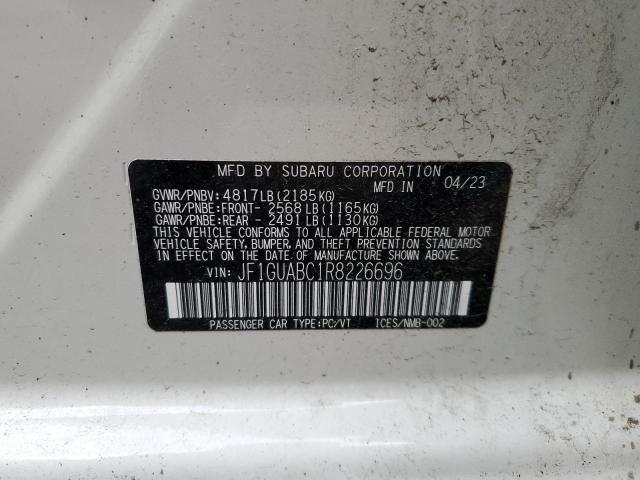 MFD BY SUBARU CORPORATION
MFD IN 04/23
GVWR/PNBV: 4817LB(2185KG)
GAWR/PNBE:FRONT- 2568LB(1165KG)
GAWR/PNBE:REAR - 2491LB(1130KG)
THIS VEHICLE CONFORMS TO ALL APPLICABLE FEDERAL MOTOR
VEHICLE SAFETY, BUMPER, AND THEFT PREVENTION STANDARDS
IN EFFECT ON THE DATE OF MANUFACTURE SHOWN ABOVE.
VIN: JF1GUABC1R8226696
PASSENGER CAR TYPE:PC/VT ICES/NMB-002